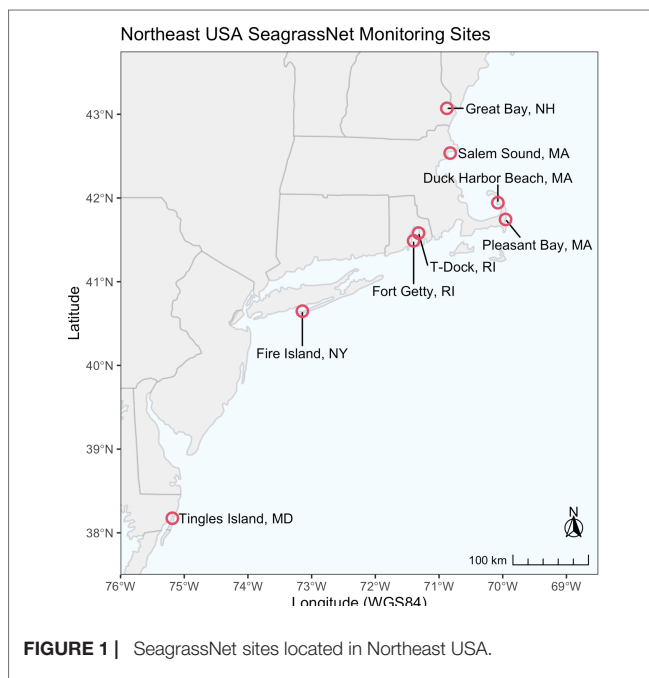 Northeast USA SeagrassNet Monitoring Sites
43°N
Great Bay, NH
Salem Sound, MA
Duck Harbor Beach, MA
42°N
Pleasant Bay, MA
T-Dock, RI
41°N
Fort Getty, RI
Latitude
Fire Island, NY
40°N
39°N
Tingles Island, MD
N
38°N
100 km
76°W 75°W 74°W 73°W 72°W 71°W 70°W 69°W
Longitude (WGS84)
FIGURE 1 | SeagrassNet sites located in Northeast USA.